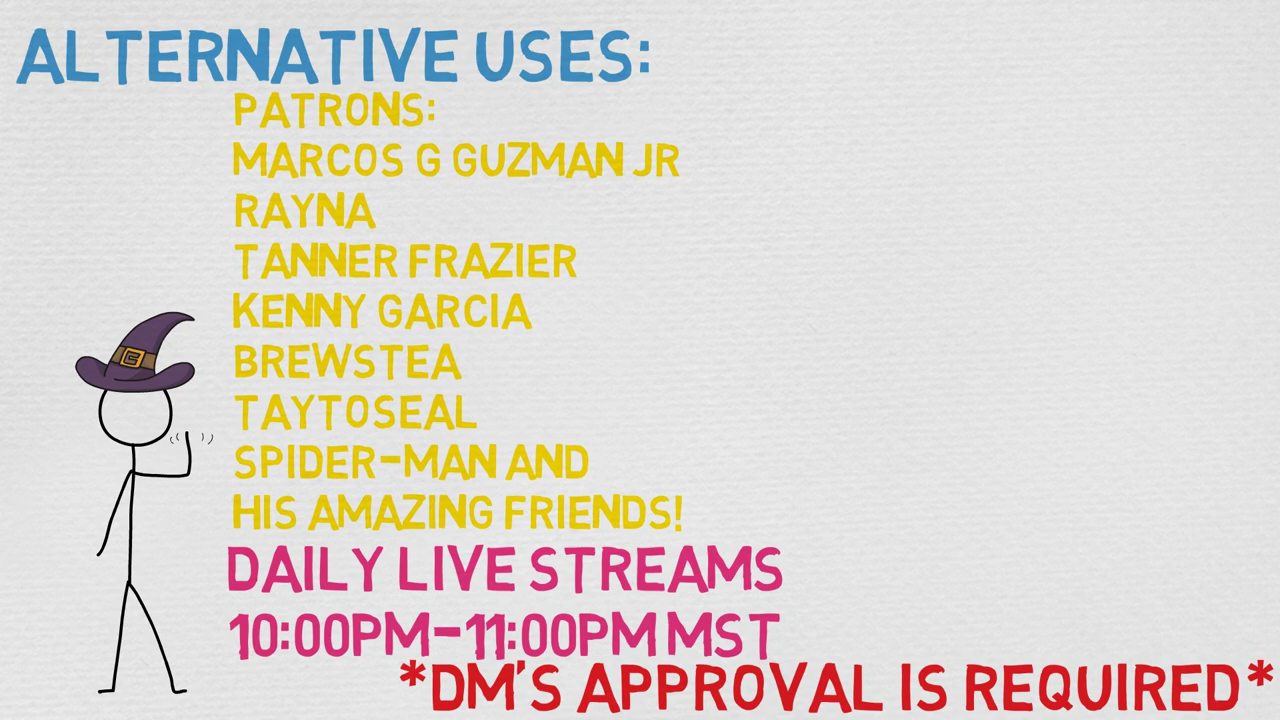 ALTERNATIVE USES:
PATRONS:
MARCOS G GUZMAN JR
RAYNA
TANNER FRAZIER
KENNY GARCIA
BREWSTEA
TAYTOSEAL
SPIDER-MAN AND
HIS AMAZING FRIENDS!
DAILY LIVE STREAMS
10:00PM-11:00PM MST
*DM'S APPROVAL IS REQUIRED*